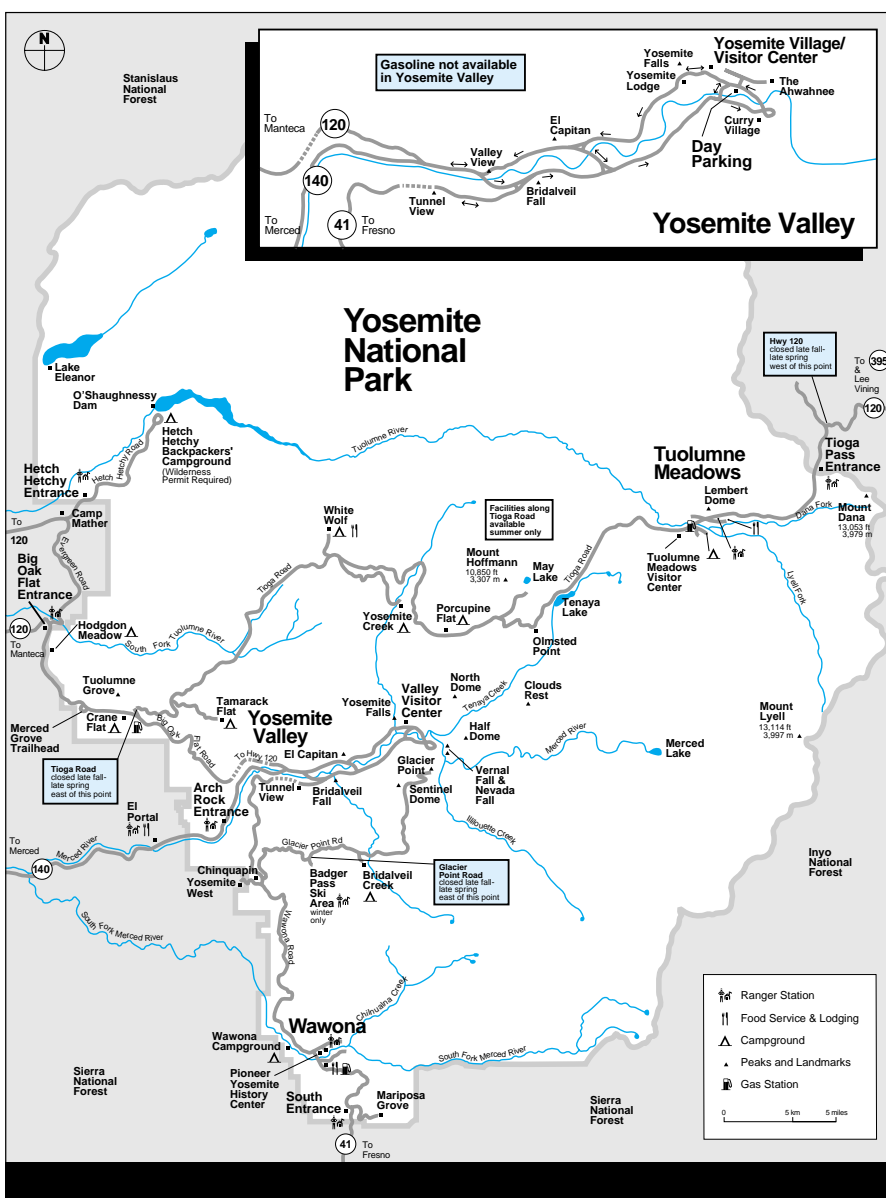 N
Stanislaus
National
Forest
Gasoline not available
in Yosemite Valley
Yosemite Village/
Visitor Center
Yosemite
Falls
Yosemite
Lodge
The
Ahwahnee
Curry
Village
Day
Parking
El
Capitan
Valley
View
Bridalveil
Fall
Tunnel
View
To
Manteca
120
140
To
Merced
41
To
Fresno
Yosemite Valley
Yosemite
National
Park
Hwy 120
closed late fall-
late spring
west of this point
To
&
Lee
Vining
395
120
Lake
Eleanor
O'Shaughnessy
Dam
Hetch
Hetchy
Backpackers'
Campground
(Wilderness
Permit Required)
Hetch Hetchy Road
Hetch
Hetchy
Entrance
Tuolumne River
Tuolumne
Meadows
Lembert
Dome
Tioga
Pass
Entrance
Dana Fork
Mount
Dana
13,053 ft
3,979 m
Camp
Mather
To
120
Evergreen Road
Big
Oak
Flat
Entrance
120
To
Manteca
Hodgdon
Meadow
South Fork Tuolumne River
White
Wolf
Tioga Road
Facilities along
Tioga Road
available
summer only
Mount
Hoffmann
10,850 ft
3,307 m
May
Lake
Tioga Road
Tuolumne
Meadows
Visitor
Center
Lyell Fork
Yosemite
Creek
Porcupine
Flat
Tenaya
Lake
Olmsted
Point
Tuolumne
Grove
Merced
Grove
Trailhead
Crane
Flat
Tamarack
Flat
Big Oak Flat Road
Tioga Road
closed late fall-
late spring
east of this point
Yosemite
Valley
Yosemite
Falls
Valley
Visitor
Center
North
Dome
Tenaya Creek
Clouds
Rest
Half
Dome
Merced River
Merced
Lake
Mount
Lyell
13,114 ft
3,997 m
To Hwy 120
El Capitan
Glacier
Point
Vernal
Fall &
Nevada
Fall
Sentinel
Dome
Illilouette Creek
Arch
Rock
Entrance
Tunnel
View
Bridalveil
Fall
El
Portal
To
Merced
140
Merced River
Glacier Point Rd
Chinquapin
Yosemite
West
Badger
Pass
Ski
Area
winter
only
Bridalveil
Creek
Glacier
Point Road
closed late fall-
late spring
east of this point
Inyo
National
Forest
South Fork Merced River
Wawona Road
Chilnualna Creek
Wawona
Wawona
Campground
Pioneer
Yosemite
History
Center
South Fork Merced River
South
Entrance
Mariposa
Grove
41
To
Fresno
Sierra
National
Forest
Sierra
National
Forest
Ranger Station
Food Service & Lodging
Campground
Peaks and Landmarks
Gas Station
0
5 km
5 miles